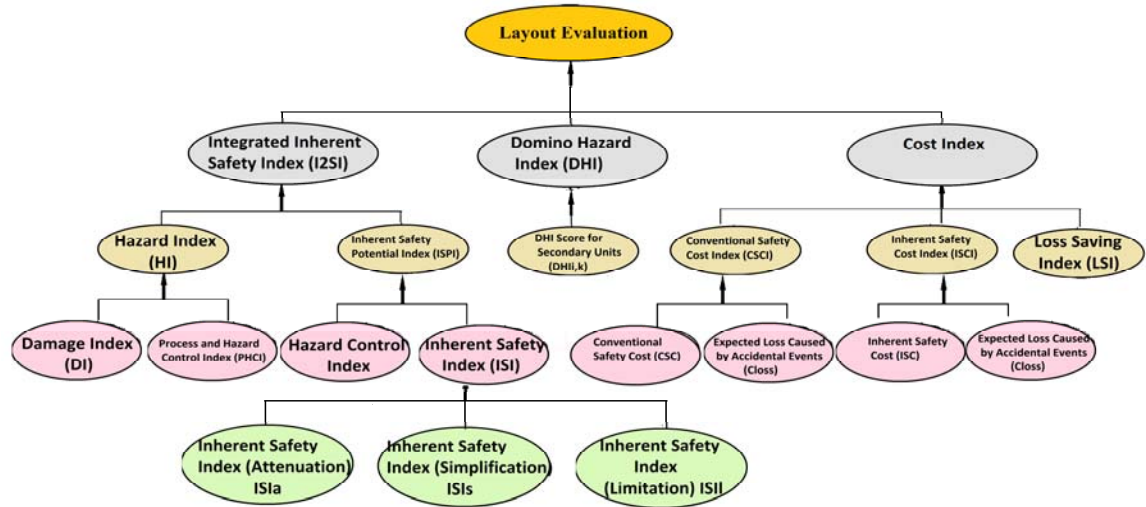 Layout Evaluation
Integrated Inherent
Safety Index (I2SI)
Domino Hazard
Index (DHI)
Cost Index
Hazard Index
(HI)
Inherent Safety
Potential Index (ISPI)
DHI Score for
Secondary Units
(DHIi,k)
Conventional Safety
Cost Index (CSCI)
Inherent Safety
Cost Index (ISCI)
Loss Saving
Index (LSI)
Damage Index
(DI)
Process and Hazard
Control Index (PHCI)
Hazard Control
Index
Inherent Safety
Index (ISI)
Conventional
Safety Cost (CSC)
Expected Loss Caused
by Accidental Events
(Closs)
Inherent Safety
Cost (ISC)
Expected Loss Caused
by Accidental Events
(Closs)
Inherent Safety
Index (Attenuation)
ISIa
Inherent Safety
Index (Simplification)
ISIs
Inherent Safety
Index
(Limitation) ISIl